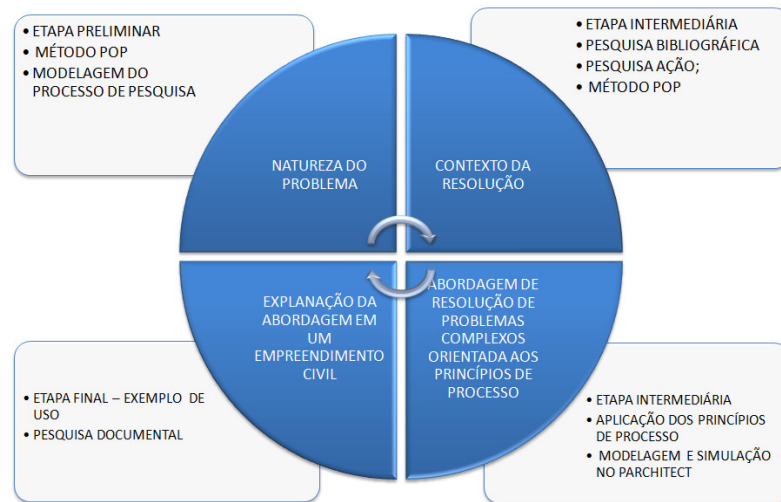 • ETAPA PRELIMINAR
• MÉTODO POP
• MODELAGEM DO
PROCESSO DE PESQUISA
• ETAPA INTERMEDIÁRIA
• PESQUISA BIBLIOGRÁFICA
• PESQUISA AÇÃO;
• MÉTODO POP
NATUREZA DO
PROBLEMA
CONTEXTO DA
RESOLUÇÃO
EXPLANAÇÃO DA
ABORDAGEM EM
UM
EMPREENDIMENTO
CIVIL
ABORDAGEM DE
RESOLUÇÃO DE
PROBLEMAS
COMPLEXOS
ORIENTADA AOS
PRINCÍPIOS DE
PROCESSO
• ETAPA FINAL – EXEMPLO DE
USO
• PESQUISA DOCUMENTAL
• ETAPA INTERMEDIÁRIA
• APLICAÇÃO DOS PRINCÍPIOS
DE PROCESSO
• MODELAGEM E SIMULAÇÃO
NO PARCHITECT